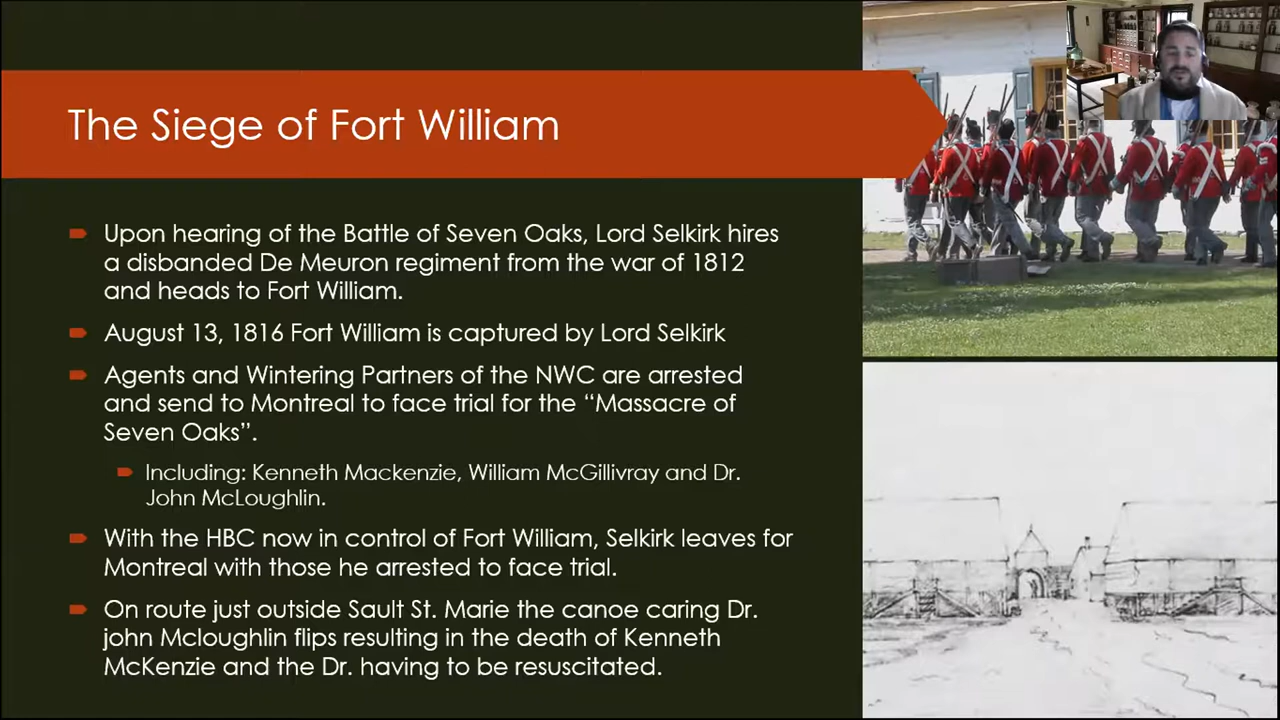 The Siege of Fort William
Upon hearing of the Battle of Seven Oaks, Lord Selkirk hires
a disbanded De Meuron regiment from the war of 1812
and heads to Fort William.
August 13, 1816 Fort William is captured by Lord Selkirk
Agents and Wintering Partners of the NWC are arrested
and send to Montreal to face trial for the “Massacre of
Seven Oaks”.
Including: Kenneth Mackenzie, William McGillivray and Dr.
John McLoughlin.
With the HBC now in control of Fort William, Selkirk leaves for
Montreal with those he arrested to face trial.
On route just outside Sault St. Marie the canoe caring Dr.
john Mcloughlin flips resulting in the death of Kenneth
McKenzie and the Dr. having to be resuscitated.